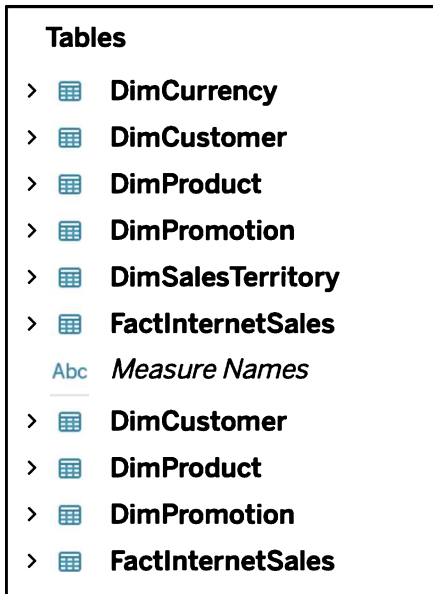 Tables
DimCurrency
DimCustomer
DimProduct
DimPromotion
DimSalesTerritory
FactInternetSales
Abc Measure Names
DimCustomer
DimProduct
DimPromotion
FactInternetSales